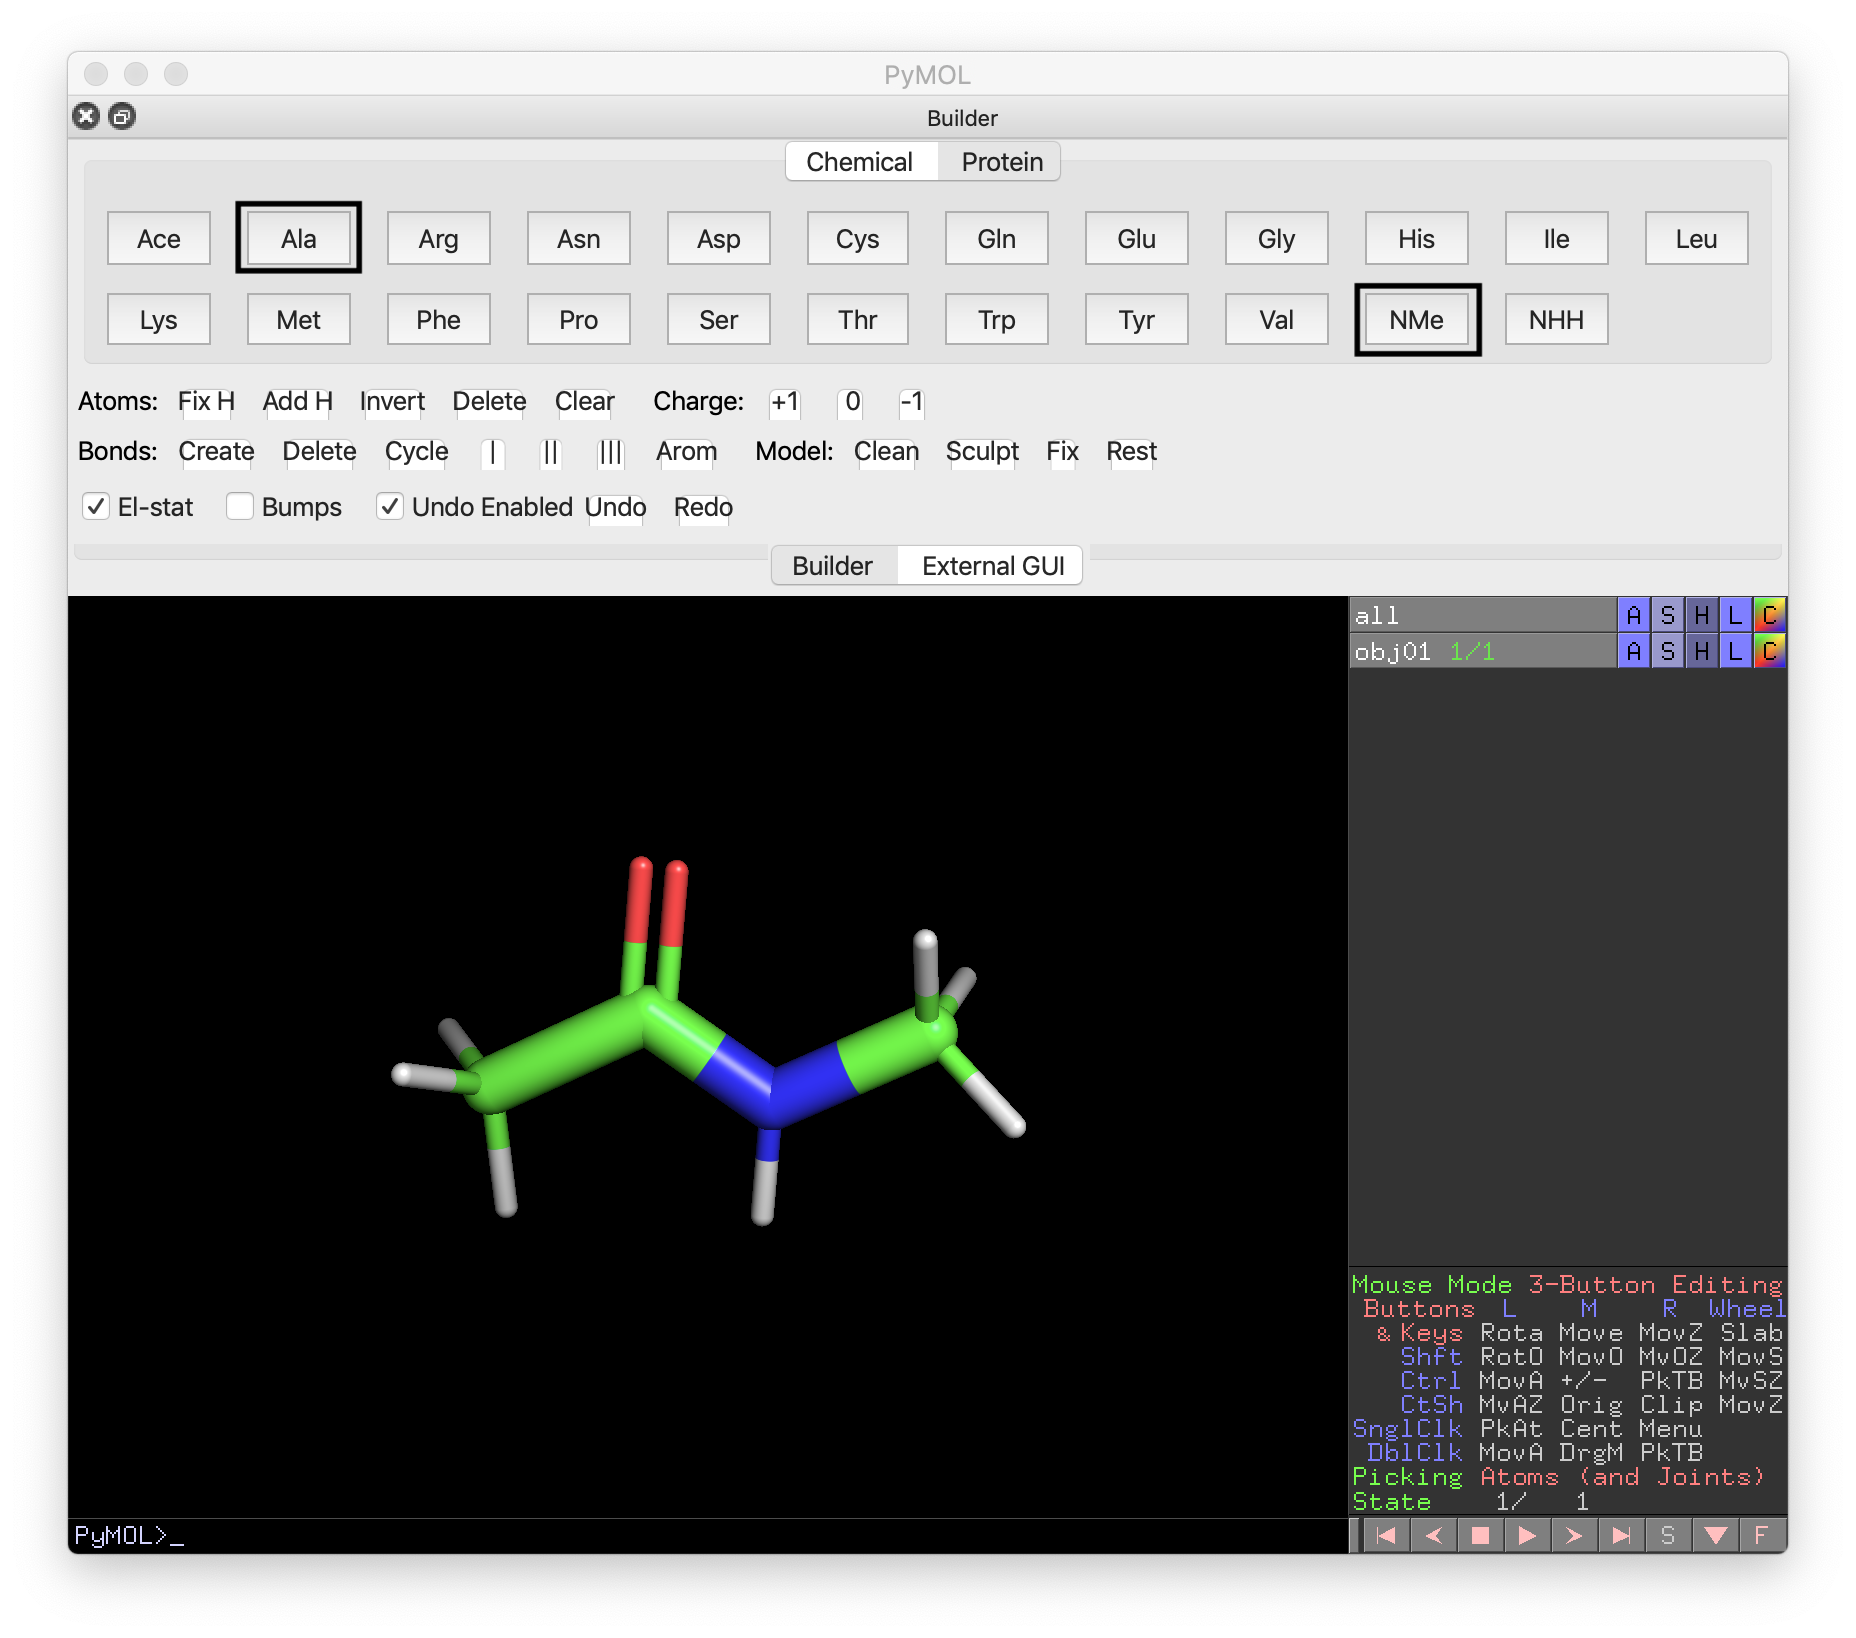 PyMOL
Builder
Chemical Protein
Ace Ala Arg Asn Asp Cys Gln Glu Gly His Ile Leu
Lys Met Phe Pro Ser Thr Trp Tyr Val NMe NHH
Atoms: Fix H Add H Invert Delete Clear Charge: +1 0 -1
Bonds: Create Delete Cycle | || ||| Arom Model: Clean Sculpt Fix Rest
El-stat Bumps Undo Enabled Undo Redo
Builder External GUI
all A S H L C
obj01 1/1 A S H L C
Mouse Mode 3-Button Editing
Buttons L M R Wheel
& Keys Rota Move MovZ Slab
Shft RotO MovO MvOZ MovS
Ctrl MovA +/- PkTB MvSZ
CtSh MvAZ Orig Clip MovZ
SnglClk PkAt Cent Menu
DblClk MovA DrgM PkTB
Picking Atoms (and Joints)
State 1/ 1
PyMOL>_
S F